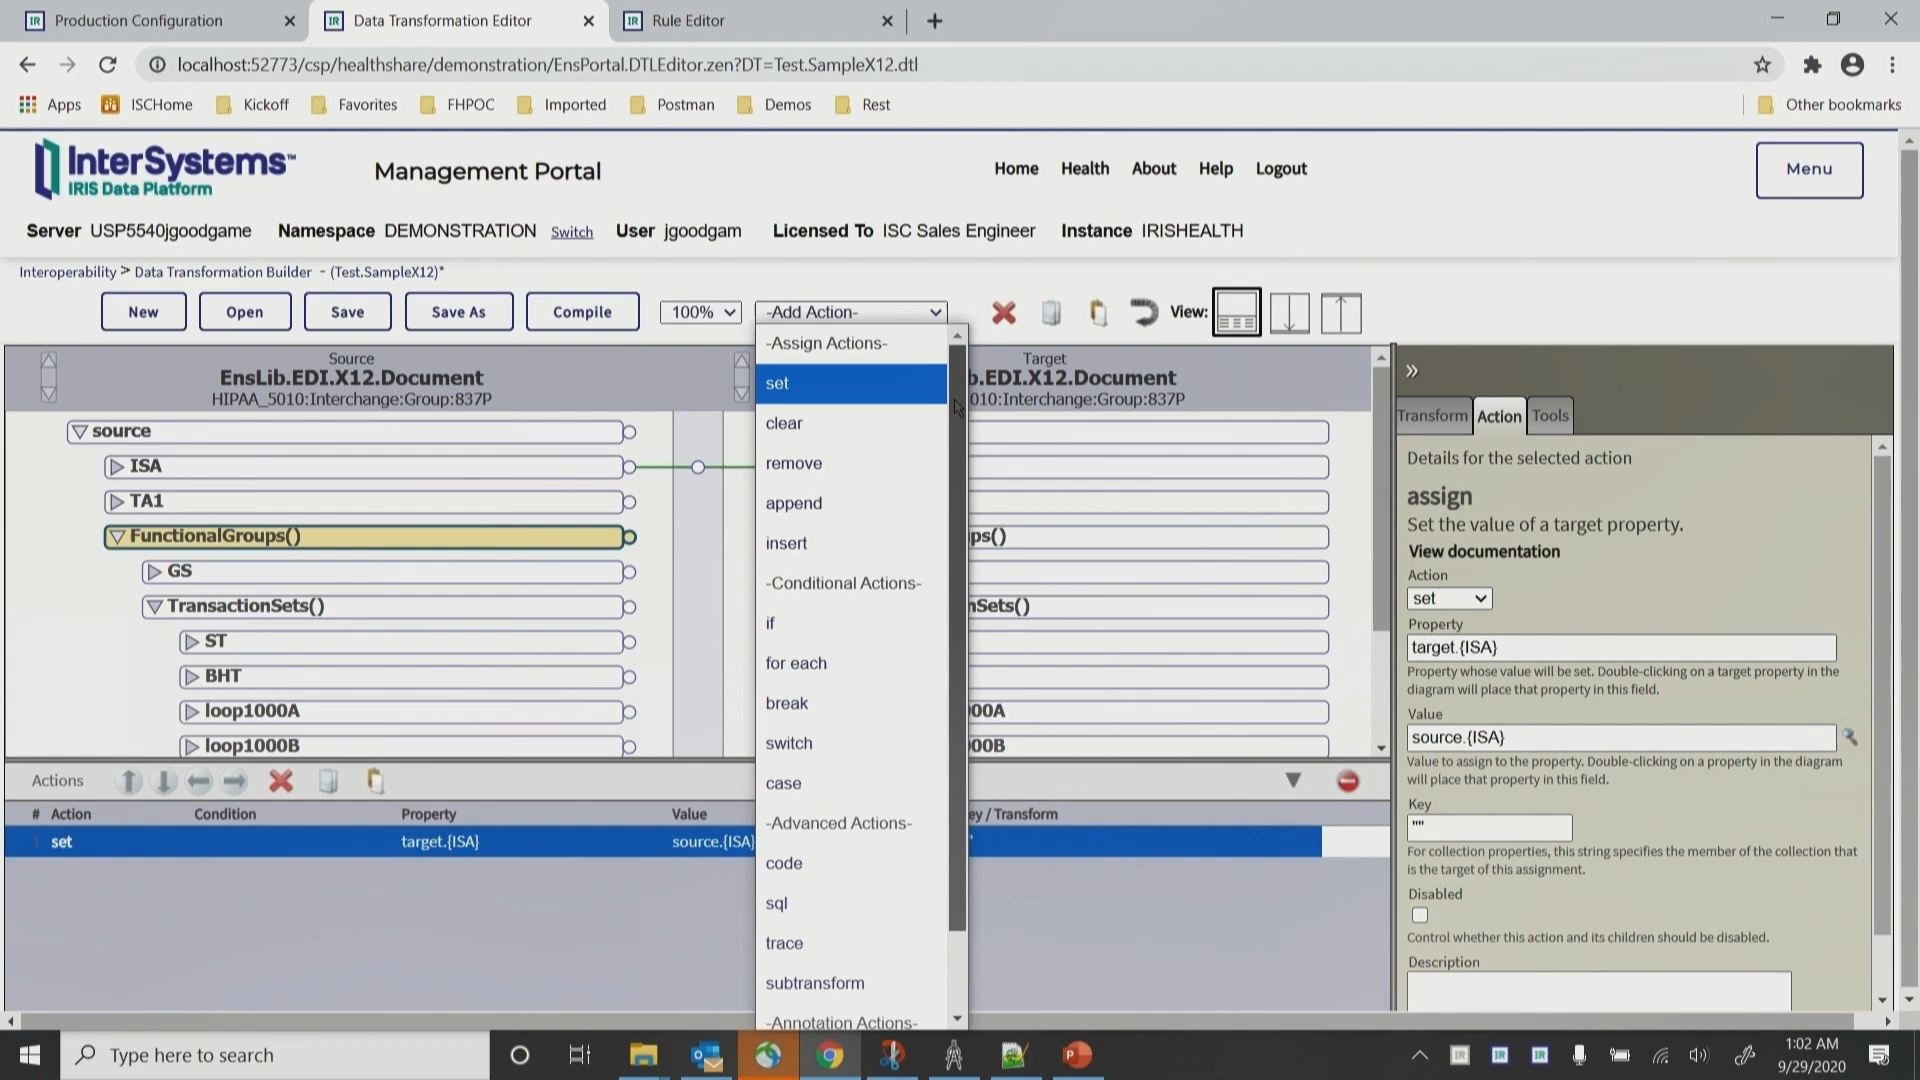 Production Configuration
Data Transformation Editor
Rule Editor
localhost:52773/csp/healthshare/demonstration/EnsPortal.DTLEditor.zen?DT=Test.SampleX12.dtl
Apps ISCHome Kickoff Favorites FHPOC Imported Postman Demos Rest Other bookmarks
InterSystems™
IRIS Data Platform
Management Portal
Home Health About Help Logout
Menu
Server USP5540jgoodgame Namespace DEMONSTRATION Switch User jgoodgam Licensed To ISC Sales Engineer Instance IRISHEALTH
Interoperability > Data Transformation Builder - (Test.SampleX12)*
New Open Save Save As Compile 100% -Add Action- View:
Source
EnsLib.EDI.X12.Document
HIPAA_5010:Interchange:Group:837P
source
ISA
TA1
FunctionalGroups()
GS
TransactionSets()
ST
BHT
loop1000A
loop1000B
-Assign Actions-
set
clear
remove
append
insert
-Conditional Actions-
if
for each
break
switch
case
-Advanced Actions-
code
sql
trace
subtransform
-Annotation Actions-
Target
b.EDI.X12.Document
010:Interchange:Group:837P
ps()
nSets()
00A
00B
Actions
# Action Condition Property Value ey / Transform
1 set target.{ISA} source.{ISA} "
»
Transform Action Tools
Details for the selected action
assign
Set the value of a target property.
View documentation
Action
set
Property
target.{ISA}
Property whose value will be set. Double-clicking on a target property in the
diagram will place that property in this field.
Value
source.{ISA}
Value to assign to the property. Double-clicking on a property in the diagram
will place that property in this field.
Key
""
For collection properties, this string specifies the member of the collection that
is the target of this assignment.
Disabled
Control whether this action and its children should be disabled.
Description
Type here to search
1:02 AM
9/29/2020